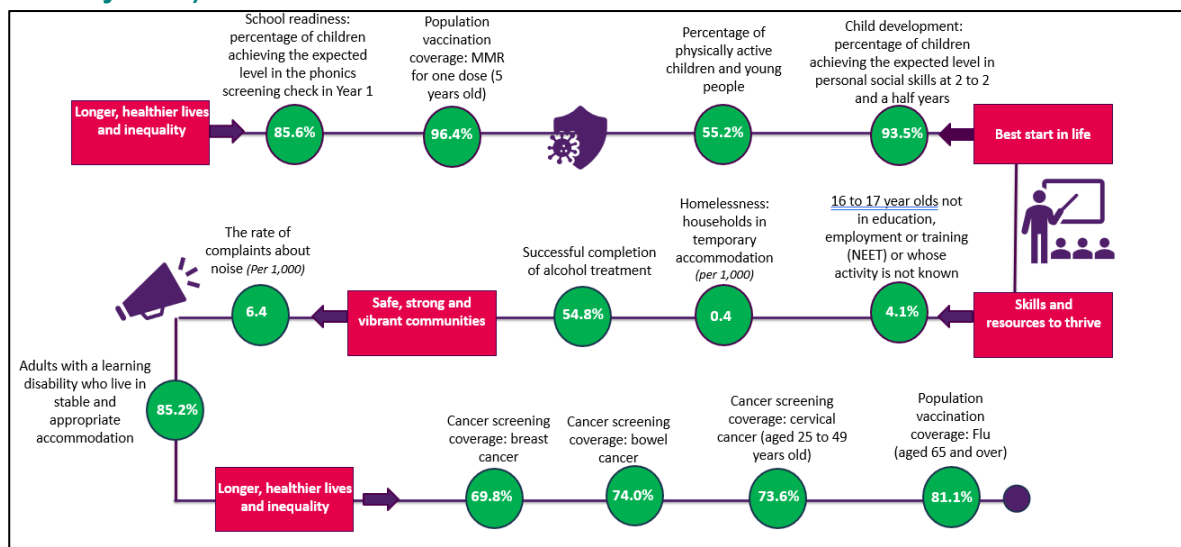 School readiness:
percentage of children
achieving the expected
level in the phonics
screening check in Year 1
Population
vaccination
coverage: MMR
for one dose (5
years old)
Percentage of
physically active
children and young
people
Child development:
percentage of children
achieving the expected level in
personal social skills at 2 to 2
and a half years
Longer, healthier lives
and inequality
85.6%
96.4%
55.2%
93.5%
Best start in life
The rate of
complaints about
noise (Per 1,000)
Successful completion
of alcohol treatment
Homelessness:
households in
temporary
accommodation
(per 1,000)
16 to 17 year olds not
in education,
employment or training
(NEET) or whose
activity is not known
6.4
Safe, strong and
vibrant communities
54.8%
0.4
4.1%
Skills and
resources to thrive
Adults with a learning
disability who live in
stable and
appropriate
accommodation
85.2%
Cancer screening
coverage: breast
cancer
Cancer screening
coverage: bowel
cancer
Cancer screening
coverage: cervical
cancer (aged 25 to 49
years old)
Population
vaccination
coverage: Flu
(aged 65 and over)
Longer, healthier lives
and inequality
69.8%
74.0%
73.6%
81.1%